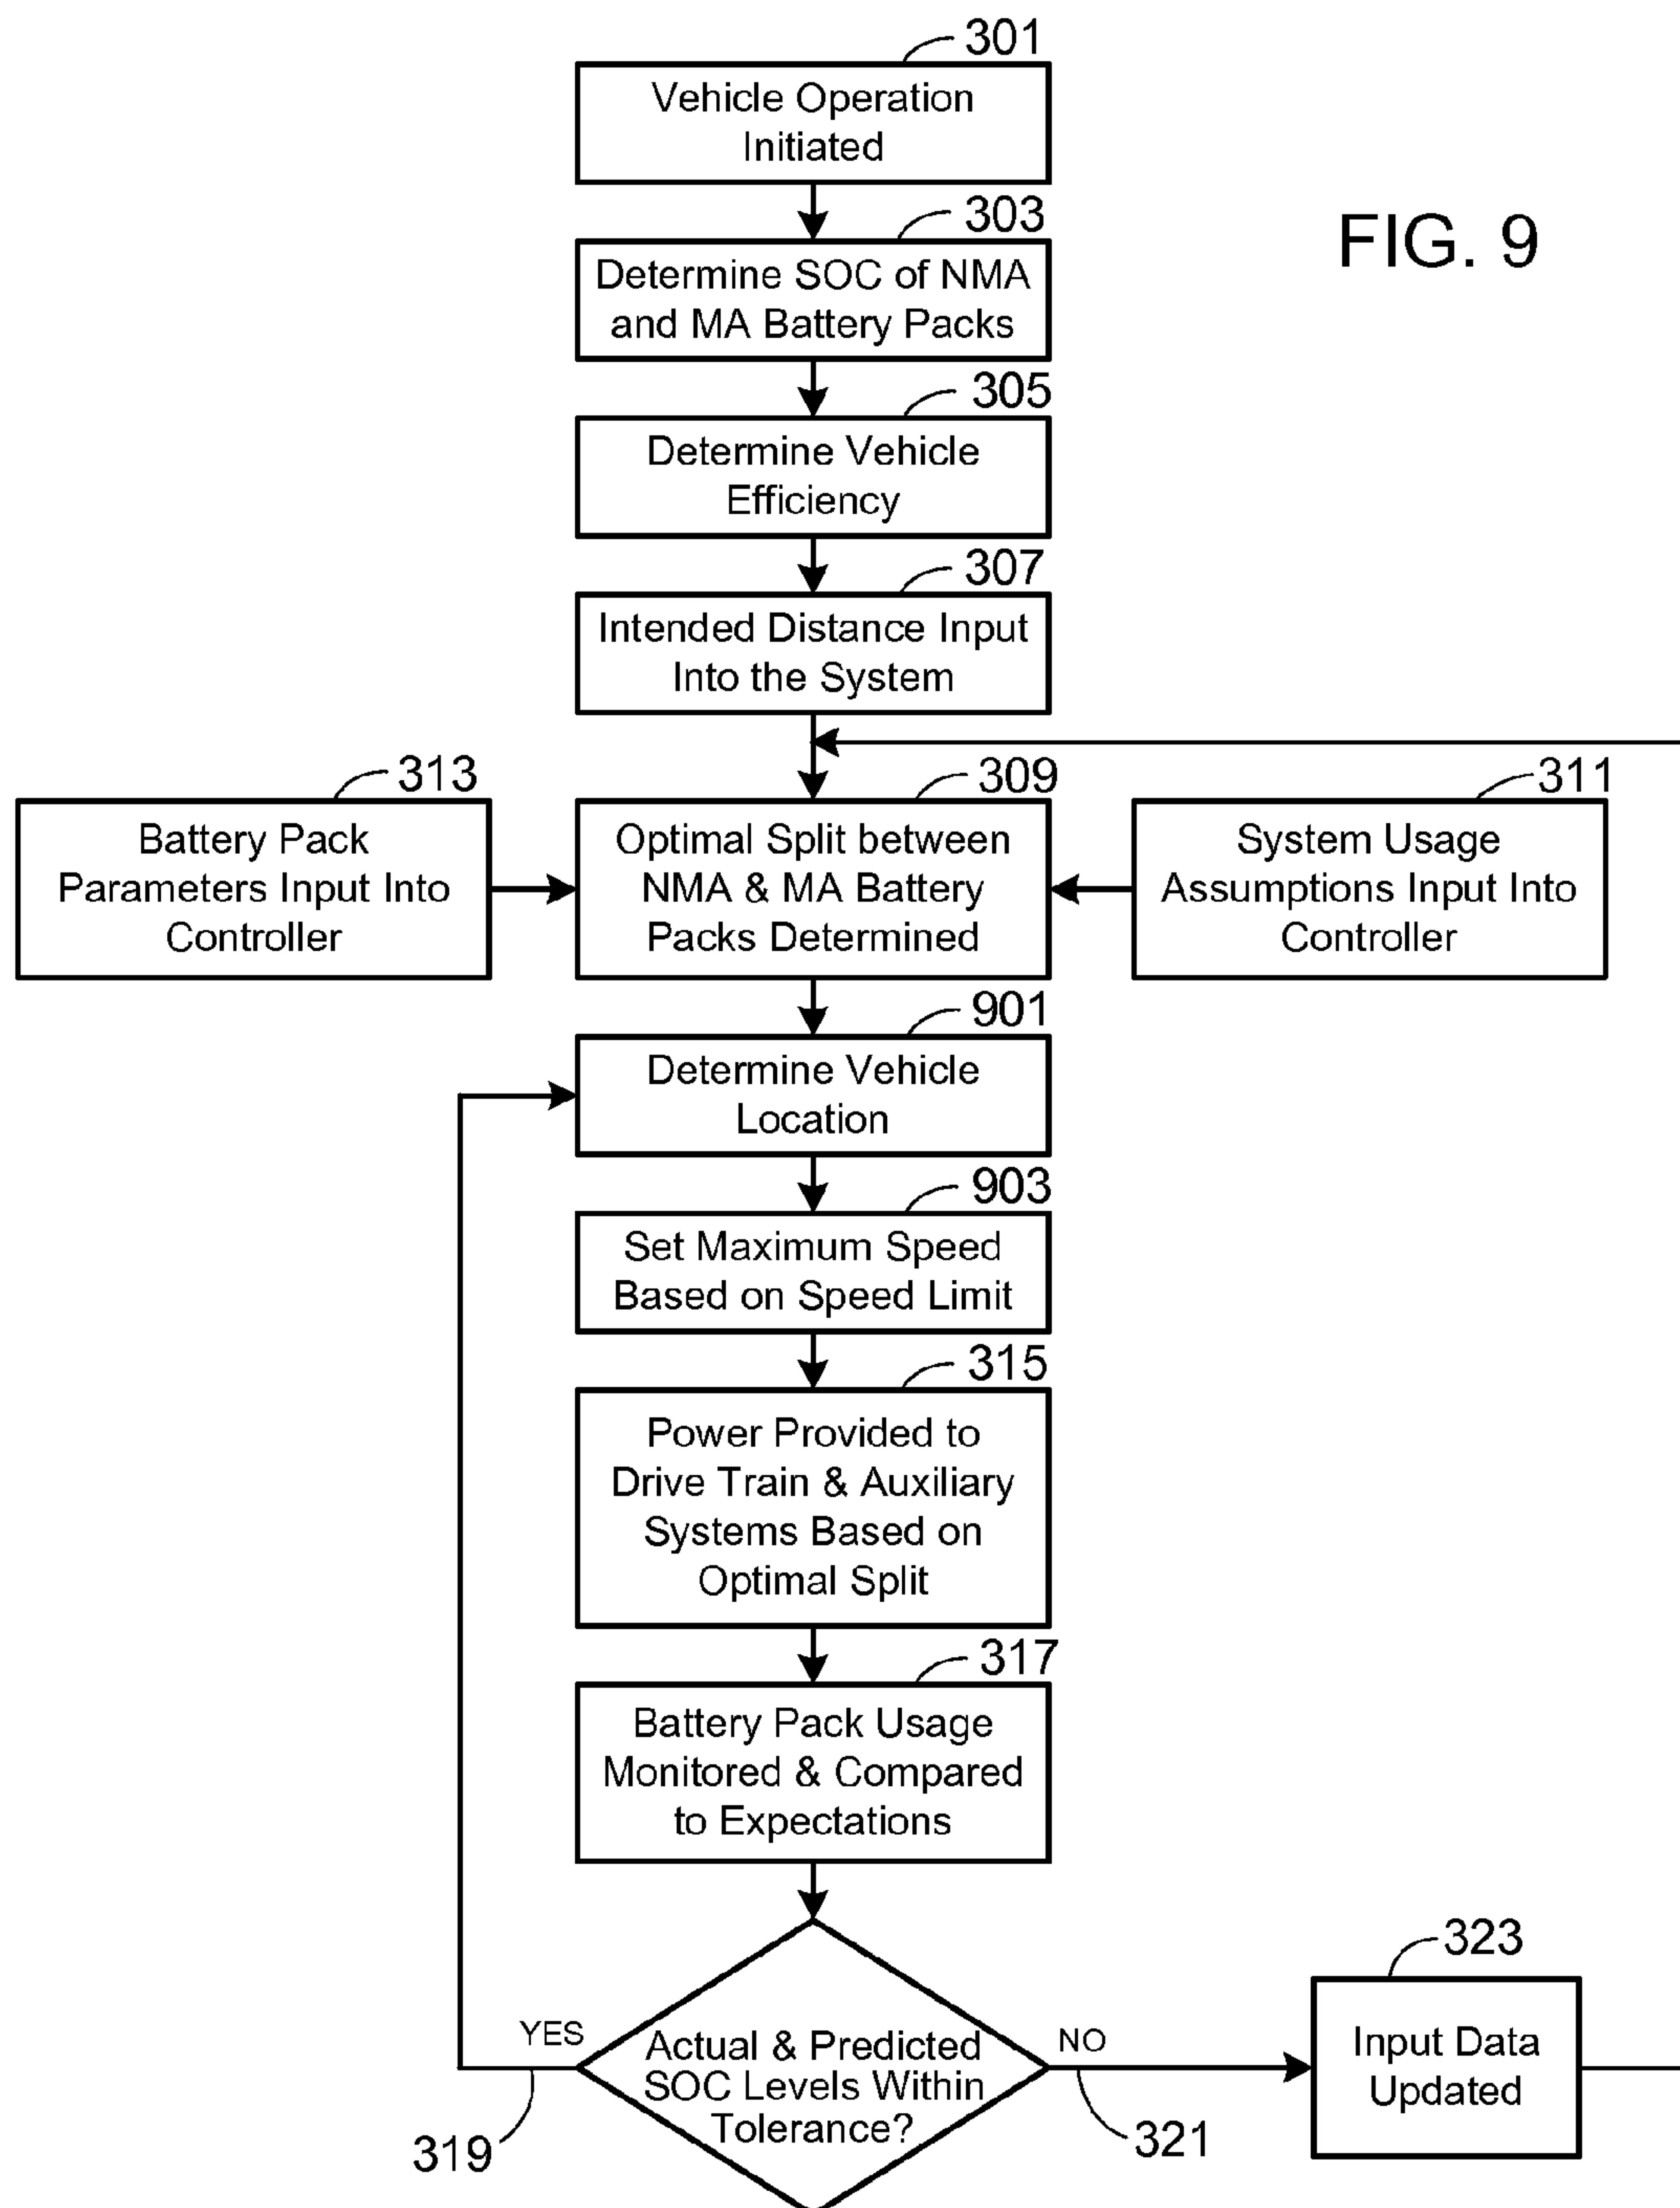 301
Vehicle Operation
Initiated
303
Determine SOC of NMA
and MA Battery Packs
FIG. 9
305
Determine Vehicle
Efficiency
307
Intended Distance Input
Into the System
313
Battery Pack
Parameters Input Into
Controller
309
Optimal Split between
NMA & MA Battery
Packs Determined
311
System Usage
Assumptions Input Into
Controller
901
Determine Vehicle
Location
903
Set Maximum Speed
Based on Speed Limit
315
Power Provided to
Drive Train & Auxiliary
Systems Based on
Optimal Split
317
Battery Pack Usage
Monitored & Compared
to Expectations
YES
Actual & Predicted
SOC Levels Within
Tolerance?
NO
319
321
323
Input Data
Updated